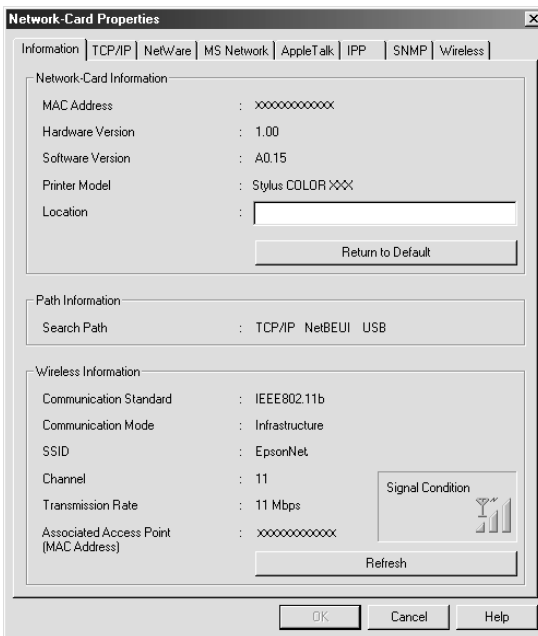 Network-Card Properties
Information TCP/IP NetWare MS Network AppleTalk IPP SNMP Wireless
Network-Card Information
MAC Address : xxxxxxxxxxxx
Hardware Version : 1.00
Software Version : A0.15
Printer Model : Stylus COLOR XXX
Location :
Return to Default
Path Information
Search Path : TCP/IP NetBEUI USB
Wireless Information
Communication Standard : IEEE802.11b
Communication Mode : Infrastructure
SSID : EpsonNet
Channel : 11
Signal Condition
Transmission Rate : 11 Mbps
Associated Access Point : xxxxxxxxxxxx
(MAC Address)
Refresh
OK Cancel Help